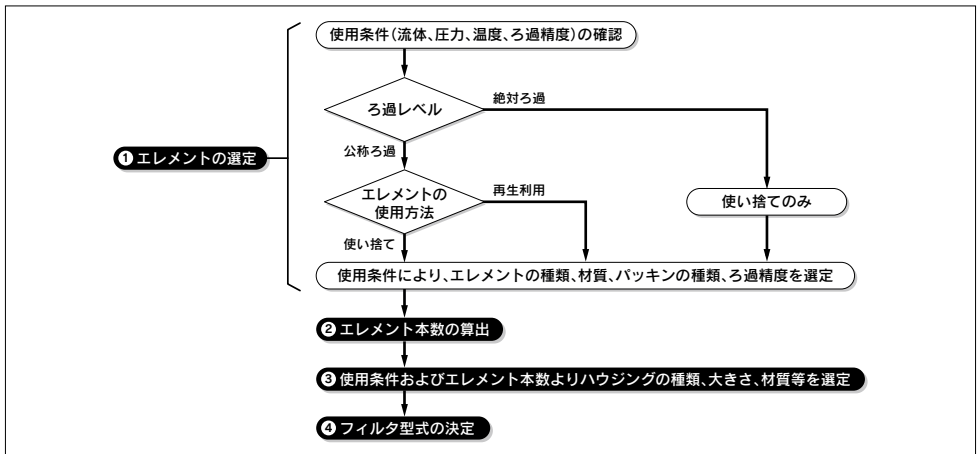 使用条件(流体、圧力、温度、ろ過精度)の確認
ろ過レベル
絶対ろ過
公称ろ過
①エレメントの選定
エレメントの
使用方法
再生利用
使い捨てのみ
使い捨て
使用条件により、エレメントの種類、材質、パッキンの種類、ろ過精度を選定
②エレメント本数の算出
③使用条件およびエレメント本数よりハウジングの種類、大きさ、材質等を選定
④フィルタ型式の決定